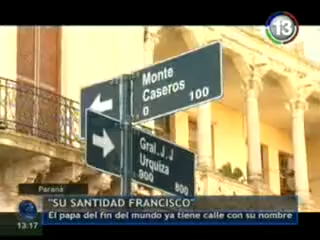 13
Monte
Caseros
0 100
Gral.J.J.
Urquiza
900 800
Paraná
"SU SANTIDAD FRANCISCO"
13:17
El papa del fin del mundo ya tiene calle con su nombre